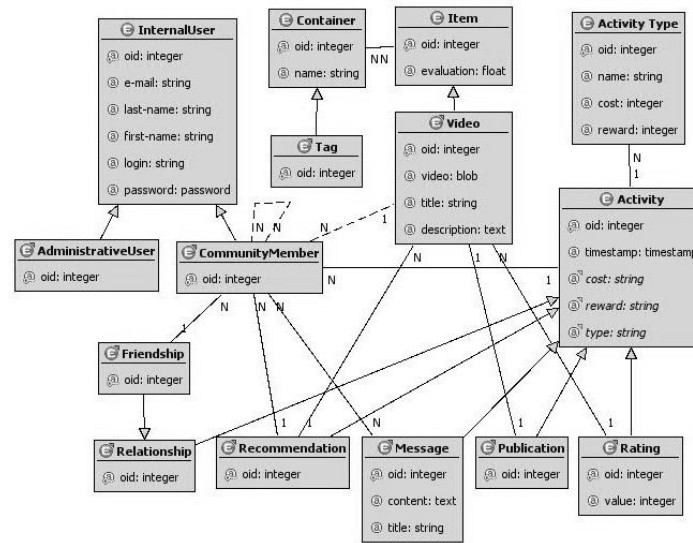 InternalUser
oid: integer
e-mail: string
last-name: string
first-name: string
login: string
password: password
Container
oid: integer
name: string
N N
Item
oid: integer
evaluation: float
Activity Type
oid: integer
name: string
cost: integer
reward: integer
Tag
oid: integer
Video
oid: integer
video: blob
title: string
description: text
N
1
Activity
oid: integer
timestamp: timestamp
cost: string
reward: string
type: string
AdministrativeUser
oid: integer
N N
N
1
CommunityMember
oid: integer
N
1
N
N
1
N
N
N
N
N
1
Friendship
oid: integer
Relationship
oid: integer
1
1
Recommendation
oid: integer
N
Message
oid: integer
content: text
title: string
1
Publication
oid: integer
1
Rating
oid: integer
value: integer